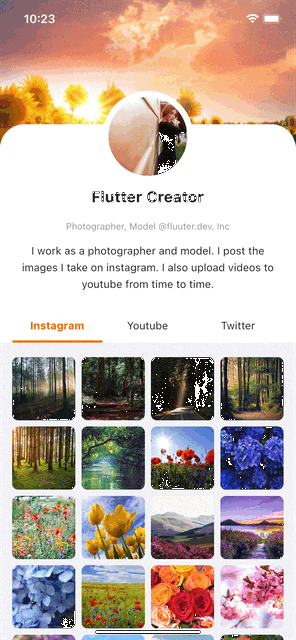 10:23
Flutter Creator
Photographer, Model @fluuter.dev, Inc
I work as a photographer and model. I post the
images I take on instagram. I also upload videos to
youtube from time to time.
Instagram Youtube Twitter